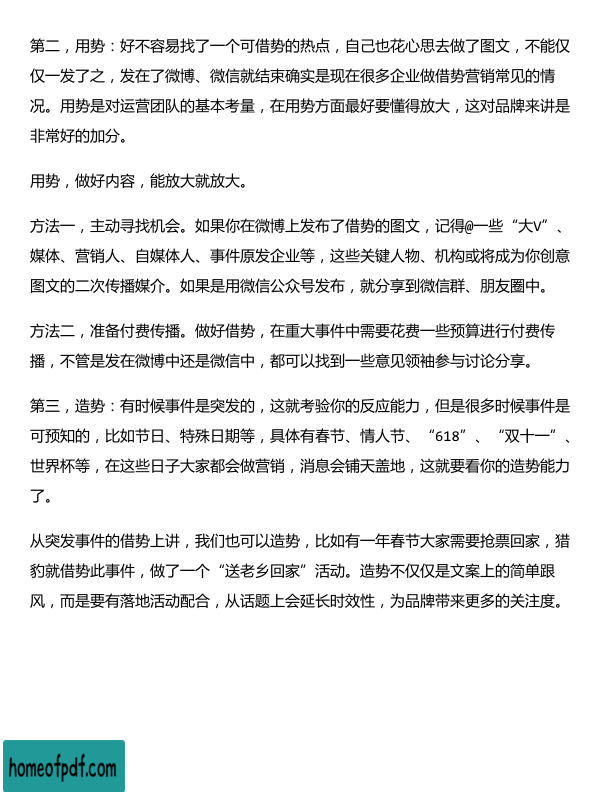 第二，用势：好不容易找了一个可借势的热点，自己也花心思去做了图文，不能仅
仅一发了之，发在了微博、微信就结束确实是现在很多企业做借势营销常见的情
况。用势是对运营团队的基本考量，在用势方面最好要懂得放大，这对品牌来讲是
非常好的加分。
用势，做好内容，能放大就放大。
方法一，主动寻找机会。如果你在微博上发布了借势的图文，记得@一些“大V”、
媒体、营销人、自媒体人、事件原发企业等，这些关键人物、机构或将成为你创意
图文的二次传播媒介。如果是用微信公众号发布，就分享到微信群、朋友圈中。
方法二，准备付费传播。做好借势，在重大事件中需要花费一些预算进行付费传
播，不管是发在微博中还是微信中，都可以找到一些意见领袖参与讨论分享。
第三，造势：有时候事件是突发的，这就考验你的反应能力，但是很多时候事件是
可预知的，比如节日、特殊日期等，具体有春节、情人节、“618”、“双十一”、
世界杯等，在这些日子大家都会做营销，消息会铺天盖地，这就要看你的造势能力
了。
从突发事件的借势上讲，我们也可以造势，比如有一年春节大家需要抢票回家，猎
豹就借势此事件，做了一个“送老乡回家”活动。造势不仅仅是文案上的简单跟
风，而是要有落地活动配合，从话题上会延长时效性，为品牌带来更多的关注度。
homeofpdf.com